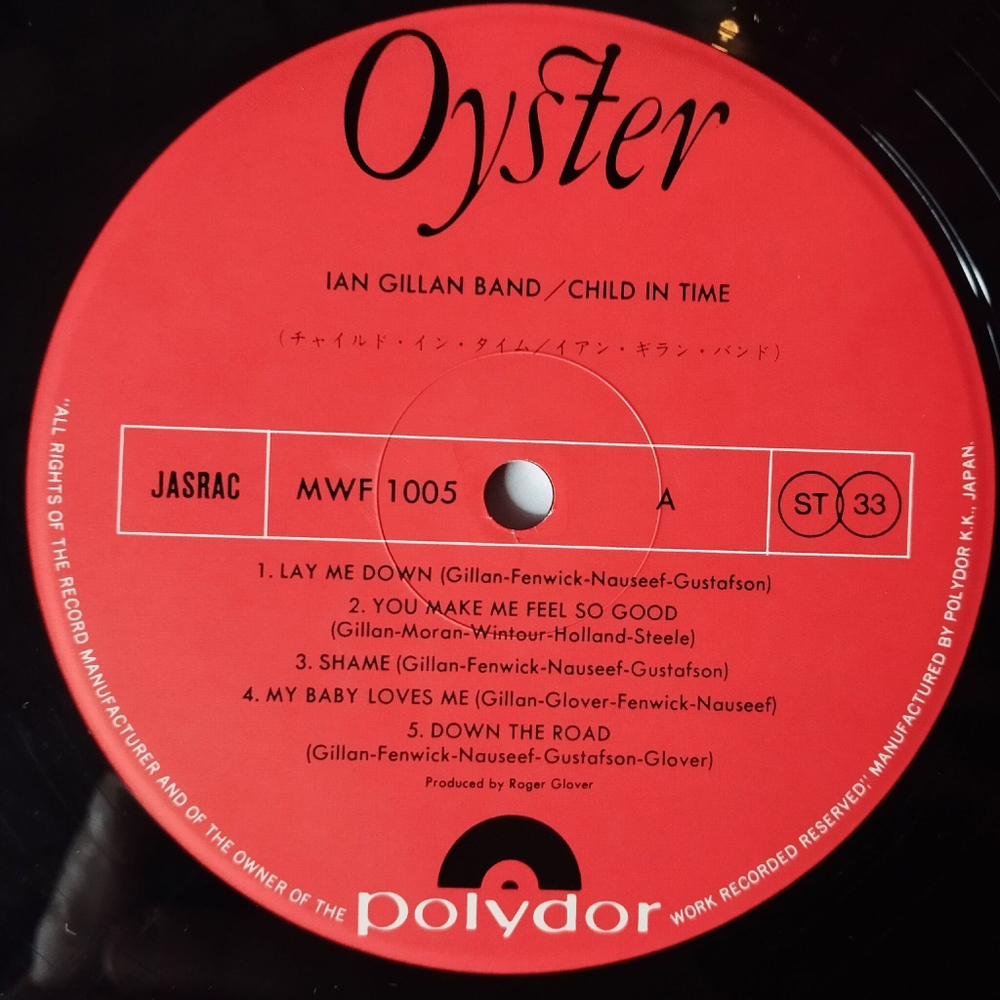 Oyster
IAN GILLAN BAND/CHILD IN TIME
(チャイルド・イン・タイム/イアン・ギラン・バンド)
JASRAC MWF 1005 A ST 33
1. LAY ME DOWN (Gillan-Fenwick-Nauseef-Gustafson)
2. YOU MAKE ME FEEL SO GOOD
(Gillan-Moran-Wintour-Holland-Steele)
3. SHAME (Gillan-Fenwick-Nauseef-Gustafson)
4. MY BABY LOVES ME (Gillan-Glover-Fenwick-Nauseef)
5. DOWN THE ROAD
(Gillan-Fenwick-Nauseef-Gustafson-Glover)
Produced by Roger Glover
polydor
"ALL RIGHTS OF THE RECORD MANUFACTURER AND OF THE OWNER OF THE WORK RECORDED RESERVED," MANUFACTURED BY POLYDOR K.K., JAPAN.